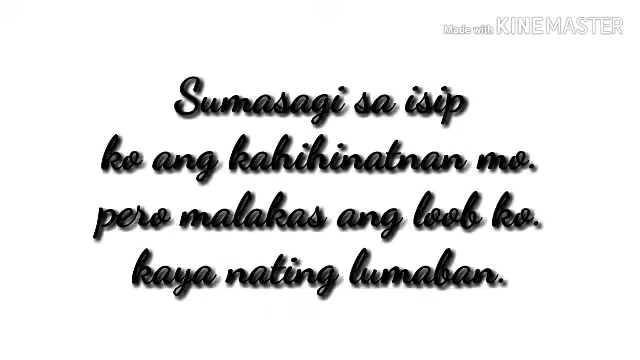 Made with KINEMASTER
Sumasagi sa isip
ko ang kahihinatnan mo.
pero malakas ang loob ko.
kaya nating lumaban.